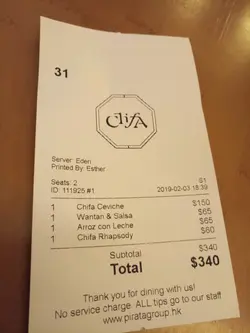 31
ChifA
Server: Eden
Printed By: Esther
Seats: 2 S1
ID: 111925 #1 2019-02-03 18:39
1 Chifa Ceviche $150
1 Wantan & Salsa $65
1 Arroz con Leche $65
1 Chifa Rhapsody $60
Subtotal $340
Total $340
Thank you for dining with us!
No service charge. ALL tips go to our staff
www.piratagroup.hk